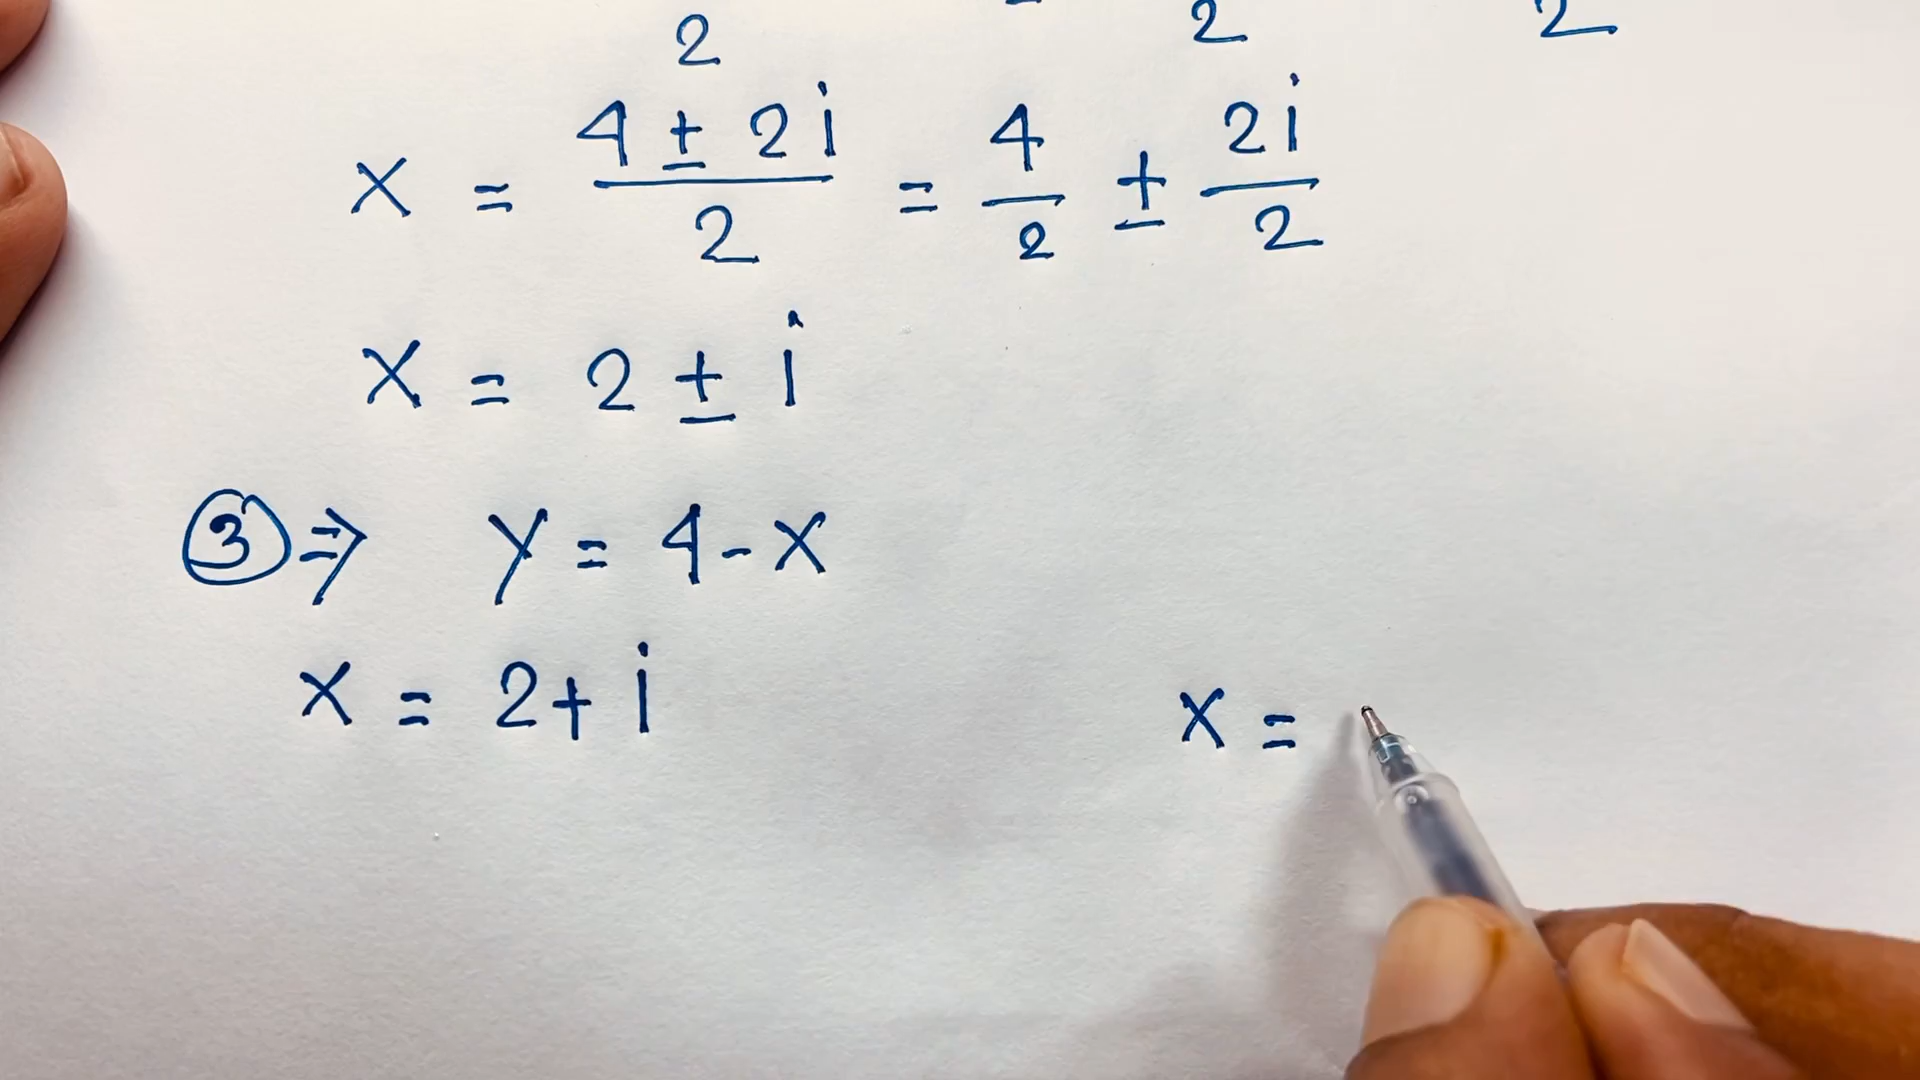 2 - 2 2
x = 4 ± 2i / 2 = 4 / 2 ± 2i / 2
x = 2 ± i
③ ⇒ y = 4 - x
x = 2 + i x =